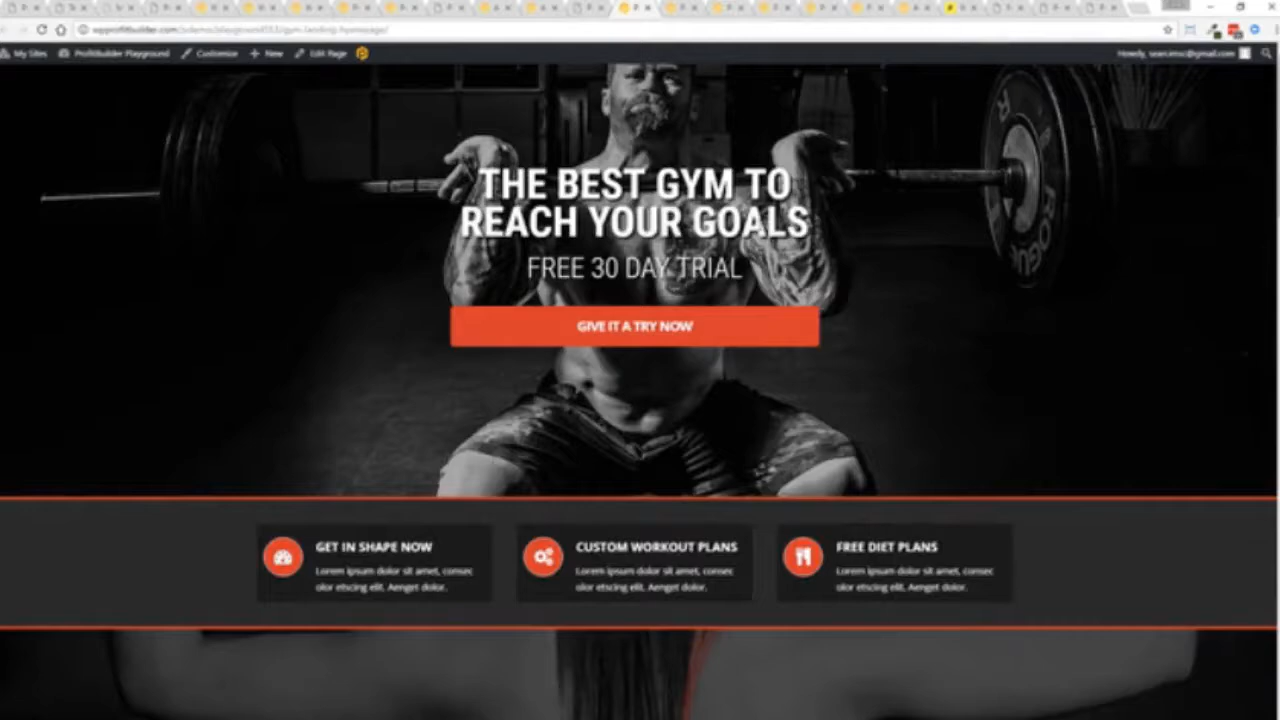 My Sites ProfitBuilder Playground Customize New Edit Page
THE BEST GYM TO
REACH YOUR GOALS
FREE 30 DAY TRIAL
GIVE IT A TRY NOW
GET IN SHAPE NOW
Lorem ipsum dolor sit amet, consec
olor etscing elit. Aenget dolor.
CUSTOM WORKOUT PLANS
Lorem ipsum dolor sit amet, consec
olor etscing elit. Aenget dolor.
FREE DIET PLANS
Lorem ipsum dolor sit amet, consec
olor etscing elit. Aenget dolor.
ROGUE